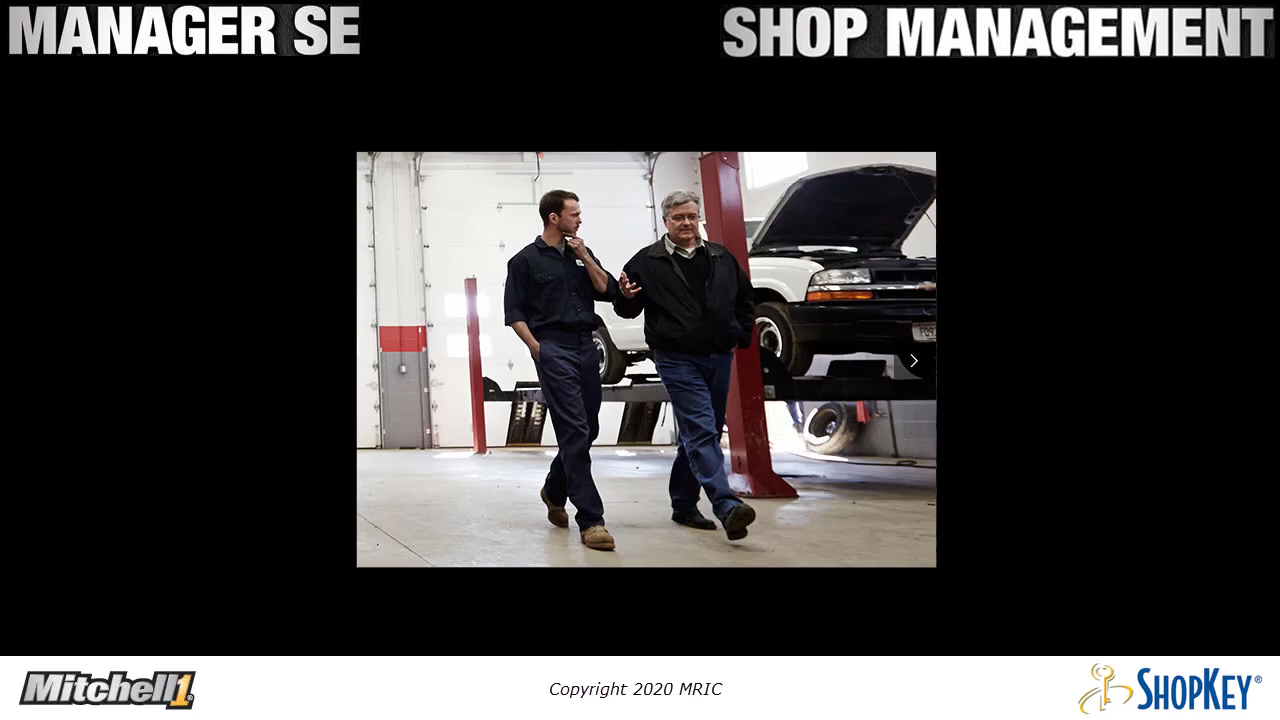 MANAGER SE
SHOP MANAGEMENT
Mitchell1®
Copyright 2020 MRIC
SHOPKEY®